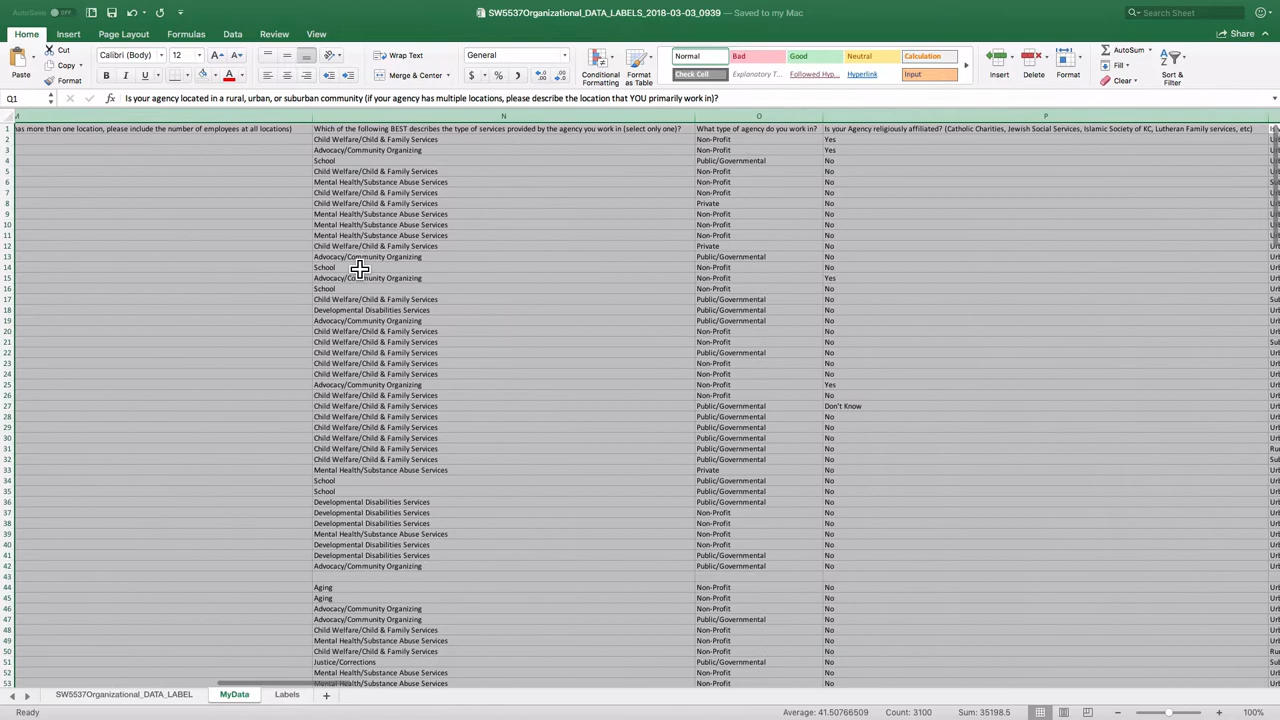 AutoSave OFF SW5537Organizational_DATA_LABELS_2018-03-03_0939 — Saved to my Mac Search Sheet
Home Insert Page Layout Formulas Data Review View Share
Cut Calibri (Body) 12 Wrap Text General Normal Bad Good Neutral Calculation AutoSum
Copy Fill
Paste Format B I U A Merge & Center $ % Conditional Formatting Format as Table Check Cell Explanatory T... Followed Hyp... Hyperlink Input Insert Delete Format Clear Sort & Filter
Q1 fx Is your agency located in a rural, urban, or suburban community (if your agency has multiple locations, please describe the location that YOU primarily work in)?
M N O P
1 has more than one location, please include the number of employees at all locations) Which of the following BEST describes the type of services provided by the agency you work in (select only one)? What type of agency do you work in? Is your Agency religiously affiliated? (Catholic Charities, Jewish Social Services, Islamic Society of KC, Lutheran Family services, etc)
2 Child Welfare/Child & Family Services Non-Profit Yes
3 Advocacy/Community Organizing Non-Profit Yes
4 School Public/Governmental No
5 Child Welfare/Child & Family Services Non-Profit No
6 Mental Health/Substance Abuse Services Non-Profit No
7 Child Welfare/Child & Family Services Non-Profit No
8 Child Welfare/Child & Family Services Private No
9 Mental Health/Substance Abuse Services Non-Profit No
10 Mental Health/Substance Abuse Services Non-Profit No
11 Mental Health/Substance Abuse Services Non-Profit No
12 Child Welfare/Child & Family Services Private No
13 Advocacy/Community Organizing Public/Governmental No
14 School Non-Profit No
15 Advocacy/Community Organizing Non-Profit Yes
16 School Non-Profit No
17 Child Welfare/Child & Family Services Public/Governmental No
18 Developmental Disabilities Services Public/Governmental No
19 Advocacy/Community Organizing Public/Governmental No
20 Child Welfare/Child & Family Services Non-Profit No
21 Child Welfare/Child & Family Services Non-Profit No
22 Child Welfare/Child & Family Services Public/Governmental No
23 Child Welfare/Child & Family Services Non-Profit No
24 Child Welfare/Child & Family Services Non-Profit No
25 Advocacy/Community Organizing Non-Profit Yes
26 Child Welfare/Child & Family Services Non-Profit No
27 Child Welfare/Child & Family Services Public/Governmental Don't Know
28 Child Welfare/Child & Family Services Public/Governmental No
29 Child Welfare/Child & Family Services Public/Governmental No
30 Child Welfare/Child & Family Services Public/Governmental No
31 Child Welfare/Child & Family Services Public/Governmental No
32 Child Welfare/Child & Family Services Public/Governmental No
33 Mental Health/Substance Abuse Services Private No
34 School Public/Governmental No
35 School Public/Governmental No
36 Developmental Disabilities Services Public/Governmental No
37 Developmental Disabilities Services Non-Profit No
38 Developmental Disabilities Services Non-Profit No
39 Mental Health/Substance Abuse Services Non-Profit No
40 Developmental Disabilities Services Non-Profit No
41 Developmental Disabilities Services Public/Governmental No
42 Advocacy/Community Organizing Public/Governmental No
43
44 Aging Non-Profit No
45 Aging Non-Profit No
46 Advocacy/Community Organizing Non-Profit No
47 Advocacy/Community Organizing Public/Governmental No
48 Child Welfare/Child & Family Services Non-Profit No
49 Mental Health/Substance Abuse Services Non-Profit No
50 Child Welfare/Child & Family Services Non-Profit No
51 Justice/Corrections Public/Governmental No
52 Mental Health/Substance Abuse Services Non-Profit No
53 Mental Health/Substance Abuse Services Non-Profit No
SW5537Organizational_DATA_LABEL MyData Labels +
Ready Average: 41.50766509 Count: 3100 Sum: 35198.5 100%